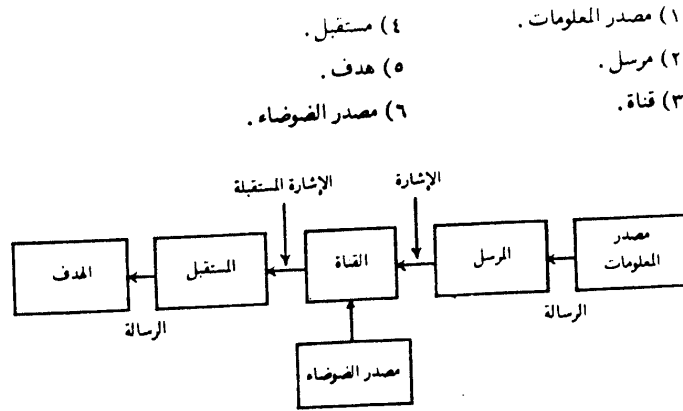 ١) مصدر المعلومات.
٢) مرسل.
٣) قناة.
٤) مستقبل.
٥) هدف.
٦) مصدر الضوضاء.
الإشارة
الإشارة المستقبلة
مصدر
المعلومات
المرسل
القناة
المستقبل
الهدف
الرسالة
الرسالة
مصدر الضوضاء